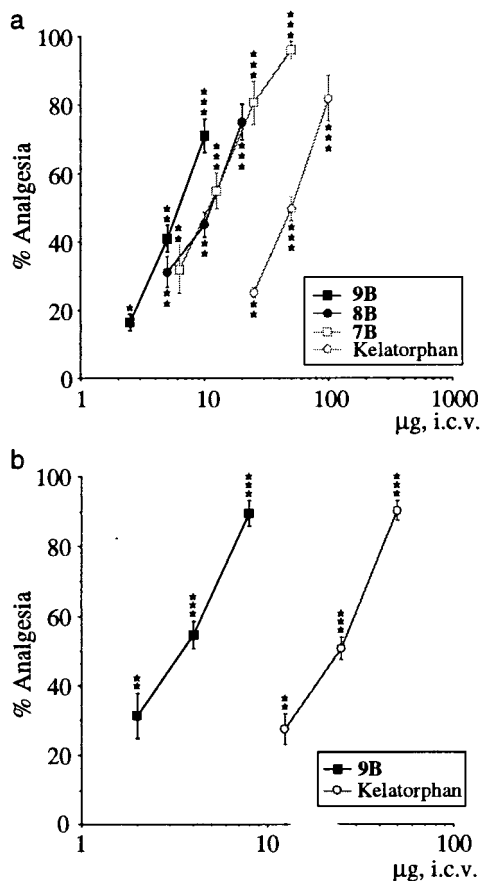 a
100
80
60
40
20
0
% Analgesia
9B
8B
7B
Kelatorphan
1 10 100 1000
µg, i.c.v.
b
100
80
60
40
20
0
% Analgesia
9B
Kelatorphan
1 10 100
µg, i.c.v.